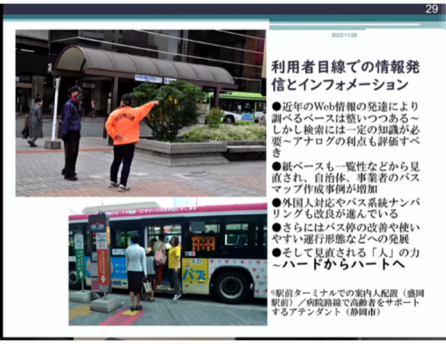 29
2022/11/29
利用者目線での情報発
信とインフォメーション
●近年のWeb情報の発達により
調べるベースは整いつつある~
しかし検索には一定の知識が必
要~アナログの利点も評価すべ
き
●紙ベースも一覧性などから見
直され、自治体、事業者のバス
マップ作成事例が増加
●外国人対応やバス系統ナンバ
リングも改良が進んでいる
●さらにはバス停の改善や使い
やすい運行形態などへの発展
●そして見直される「人」の力
~ハードからハートへ
駅前ターミナルでの案内人配置（盛岡
駅前）／病院路線で高齢者をサポート
するアテンダント（静岡市）